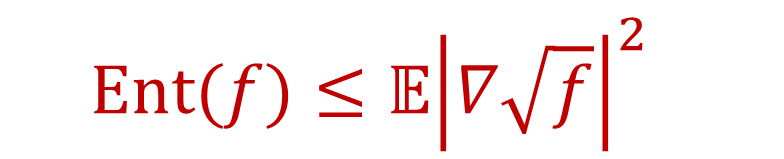 Ent(f) ≤ 𝔼|∇√f|²